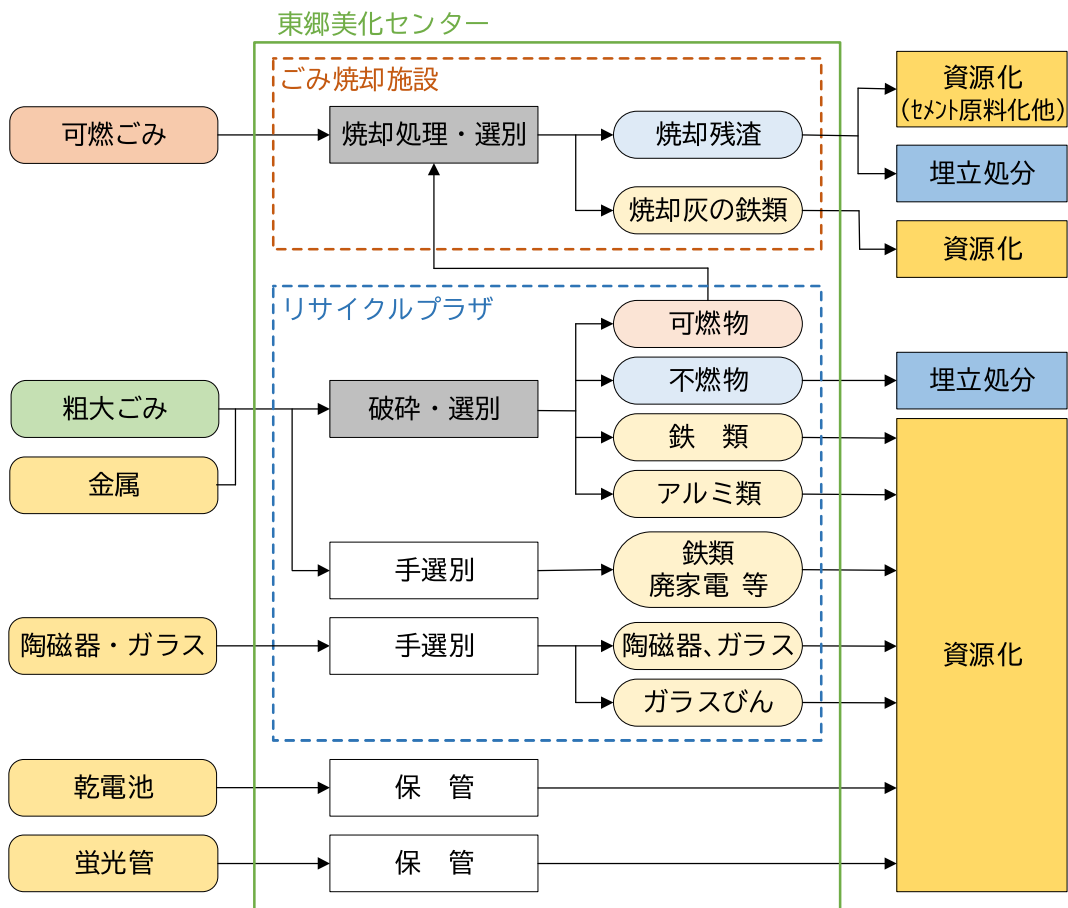 東郷美化センター
ごみ焼却施設
可燃ごみ
焼却処理・選別
焼却残渣
焼却灰の鉄類
資源化
(ｾﾒﾝﾄ原料化他)
埋立処分
資源化
リサイクルプラザ
粗大ごみ
金属
破砕・選別
可燃物
不燃物
鉄　類
アルミ類
埋立処分
手選別
鉄類
廃家電 等
陶磁器・ガラス
手選別
陶磁器、ガラス
ガラスびん
資源化
乾電池
保　管
蛍光管
保　管